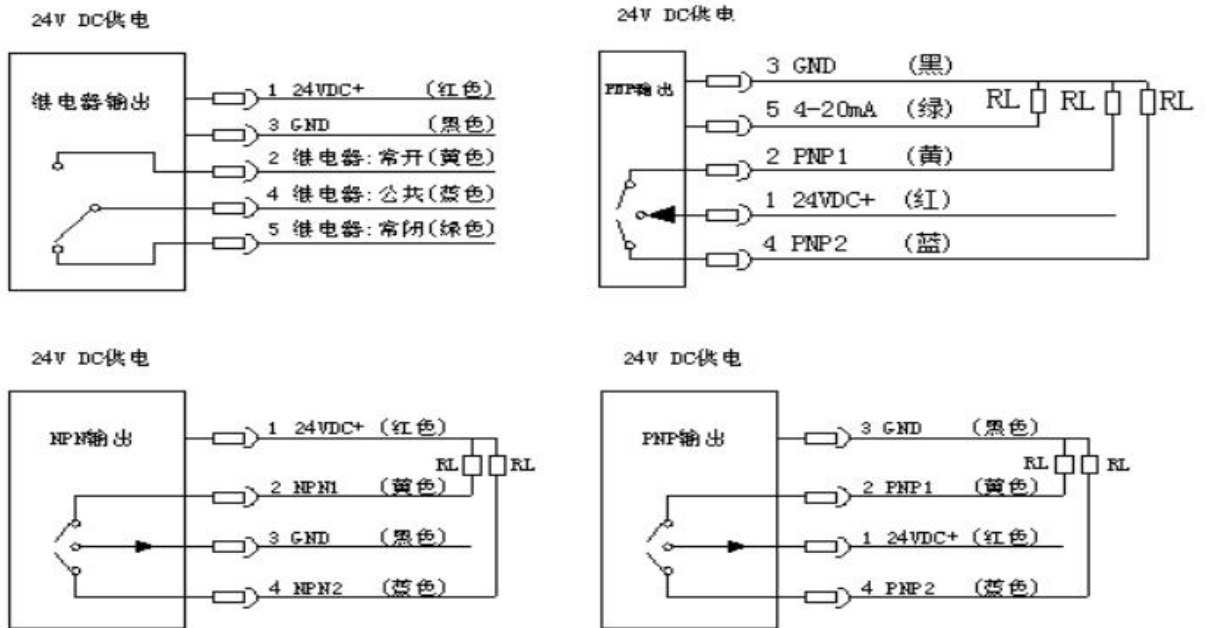 24V DC供电
继电器输出
1 24VDC+ (红色)
3 GND (黑色)
2 继电器:常开(黄色)
4 继电器:公共(蓝色)
5 继电器:常闭(绿色)
24V DC供电
PNP输出
3 GND (黑)
5 4-20mA (绿)
2 PNP1 (黄)
1 24VDC+ (红)
4 PNP2 (蓝)
RL RL RL
24V DC供电
NPN输出
1 24VDC+ (红色)
RL RL
2 NPN1 (黄色)
3 GND (黑色)
4 NPN2 (蓝色)
24V DC供电
PNP输出
3 GND (黑色)
RL RL
2 PNP1 (黄色)
1 24VDC+ (红色)
4 PNP2 (蓝色)